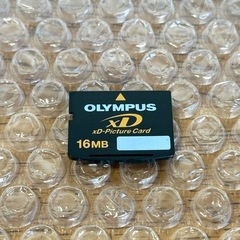 OLYMPUS
xD
xD-Picture Card
16MB